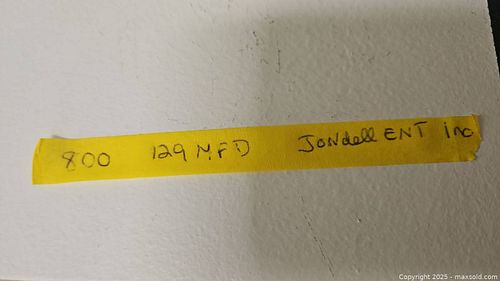 800 129 MFD JONdell ENT inc
Copyright © 2025 - maxsold.com